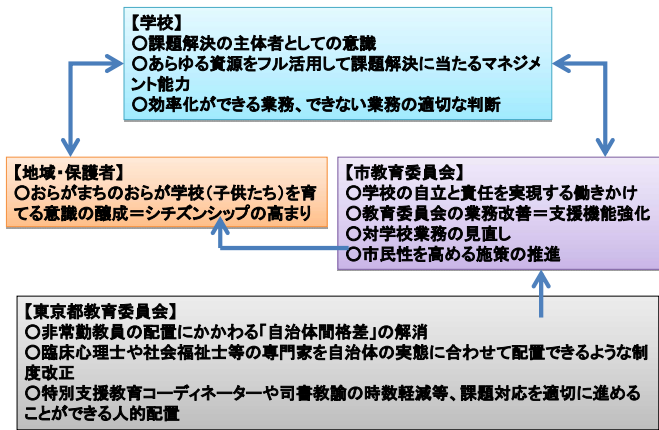 【学校】
○課題解決の主体者としての意識
○あらゆる資源をフル活用して課題解決に当たるマネジメ
ント能力
○効率化ができる業務、できない業務の適切な判断
【地域・保護者】
○おらがまちのおらが学校（子供たち）を育
てる意識の醸成＝シチズンシップの高まり
【市教育委員会】
○学校の自立と責任を実現する働きかけ
○教育委員会の業務改善＝支援機能強化
○対学校業務の見直し
○市民性を高める施策の推進
【東京都教育委員会】
○非常勤教員の配置にかかわる「自治体間格差」の解消
○臨床心理士や社会福祉士等の専門家を自治体の実態に合わせて配置できるような制
度改正
○特別支援教育コーディネーターや司書教諭の時数軽減等、課題対応を適切に進める
ことができる人的配置